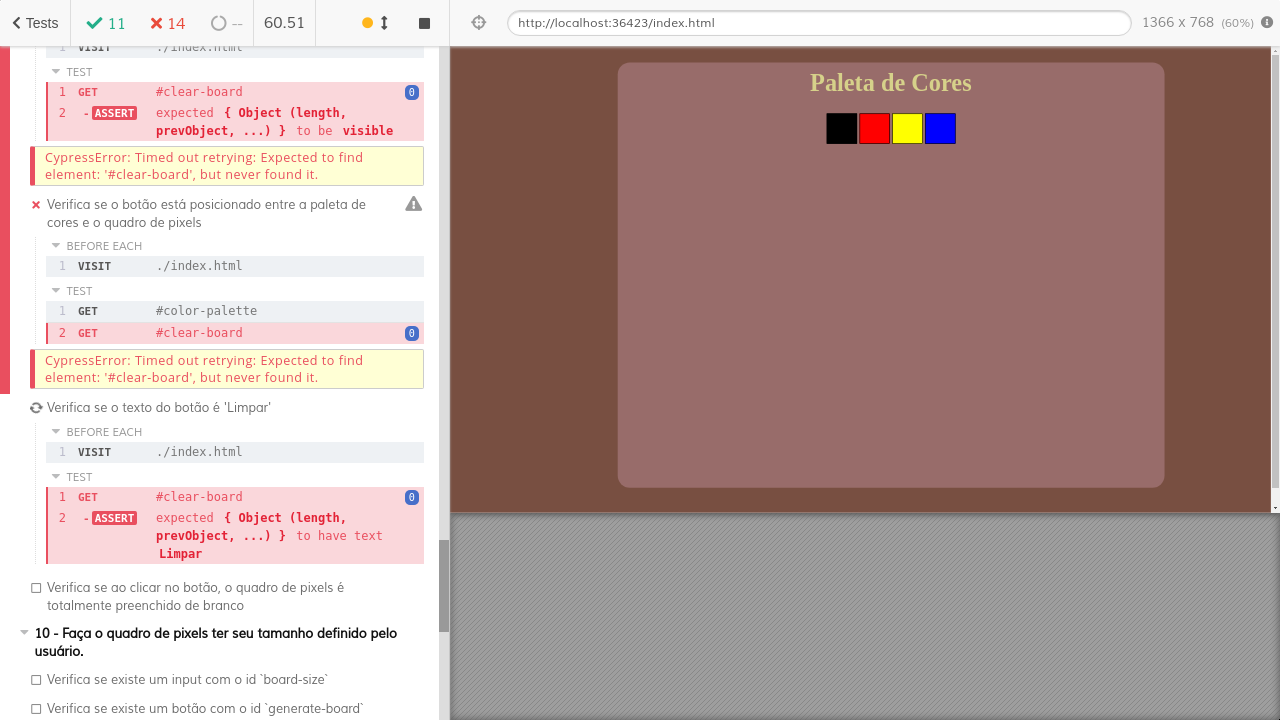 Tests 11 14 -- 60.51 http://localhost:36423/index.html 1366 x 768 (60%)
1 VISIT ./index.html
TEST
1 GET #clear-board 0
2 - ASSERT expected { Object (length,
prevObject, ...) } to be visible
CypressError: Timed out retrying: Expected to find
element: '#clear-board', but never found it.
Verifica se o botão está posicionado entre a paleta de
cores e o quadro de pixels
BEFORE EACH
1 VISIT ./index.html
TEST
1 GET #color-palette
2 GET #clear-board 0
CypressError: Timed out retrying: Expected to find
element: '#clear-board', but never found it.
Verifica se o texto do botão é 'Limpar'
BEFORE EACH
1 VISIT ./index.html
TEST
1 GET #clear-board 0
2 - ASSERT expected { Object (length,
prevObject, ...) } to have text
Limpar
Verifica se ao clicar no botão, o quadro de pixels é
totalmente preenchido de branco
10 - Faça o quadro de pixels ter seu tamanho definido pelo
usuário.
Verifica se existe um input com o id `board-size`
Verifica se existe um botão com o id `generate-board`
Paleta de Cores